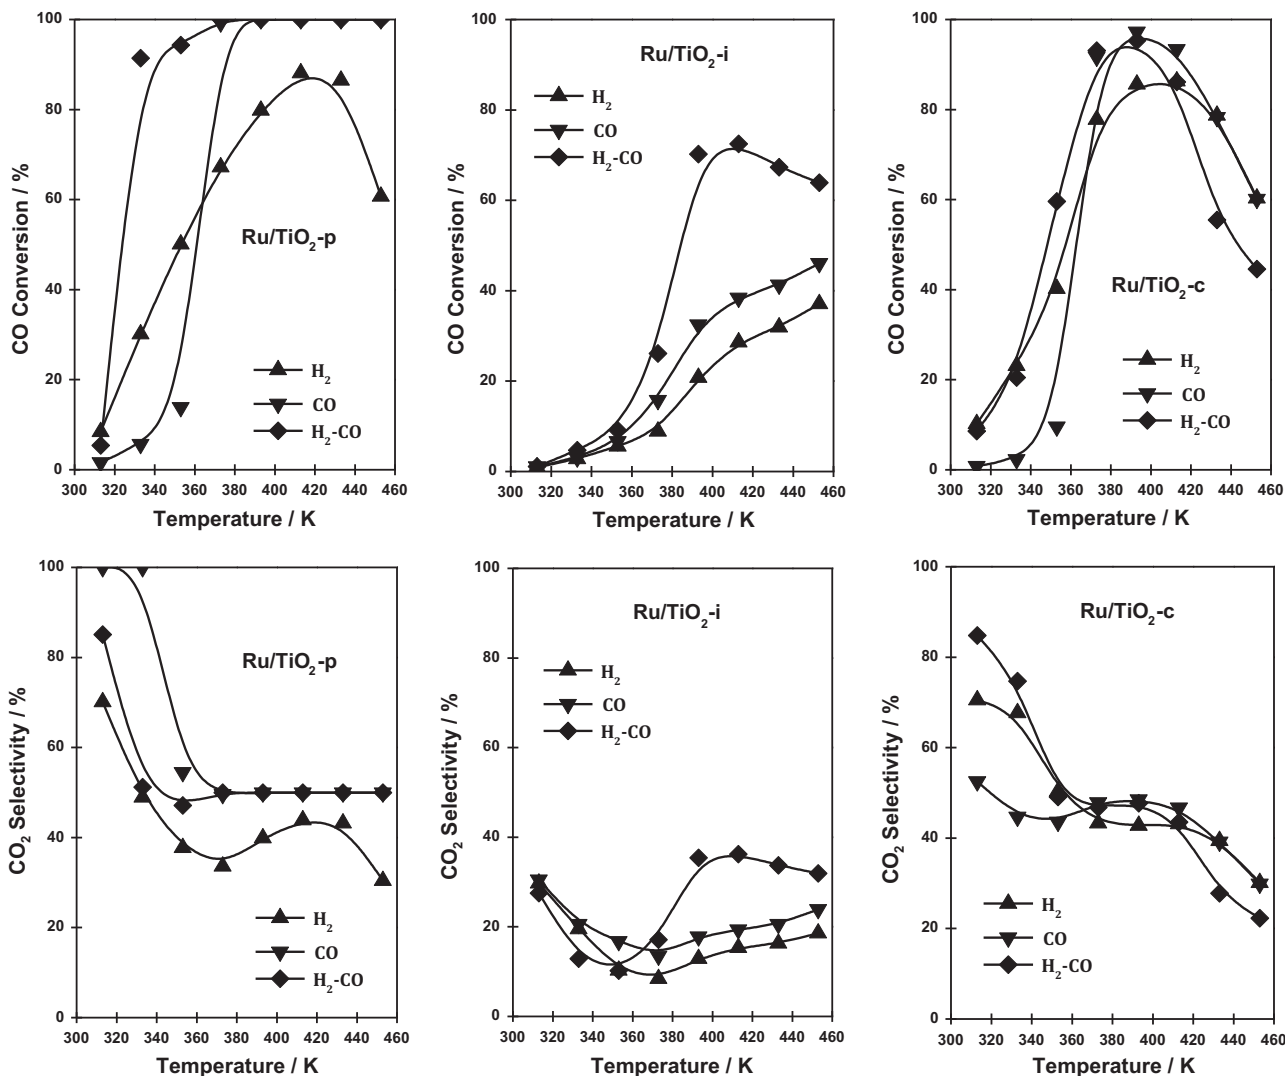 CO Conversion / %
100
80
60
40
20
0
Ru/TiO2-p
H2
CO
H2-CO
300 320 340 360 380 400 420 440 460
Temperature / K
CO Conversion / %
100
80
60
40
20
0
Ru/TiO2-i
H2
CO
H2-CO
300 320 340 360 380 400 420 440 460
Temperature / K
CO Conversion / %
100
80
60
40
20
0
Ru/TiO2-c
H2
CO
H2-CO
300 320 340 360 380 400 420 440 460
Temperature / K
CO2 Selectivity / %
100
80
60
40
20
0
Ru/TiO2-p
H2
CO
H2-CO
300 320 340 360 380 400 420 440 460
Temperature / K
CO2 Selectivity / %
100
80
60
40
20
0
Ru/TiO2-i
H2
CO
H2-CO
300 320 340 360 380 400 420 440 460
Temperature / K
CO2 Selectivity / %
100
80
60
40
20
0
Ru/TiO2-c
H2
CO
H2-CO
300 320 340 360 380 400 420 440 460
Temperature / K